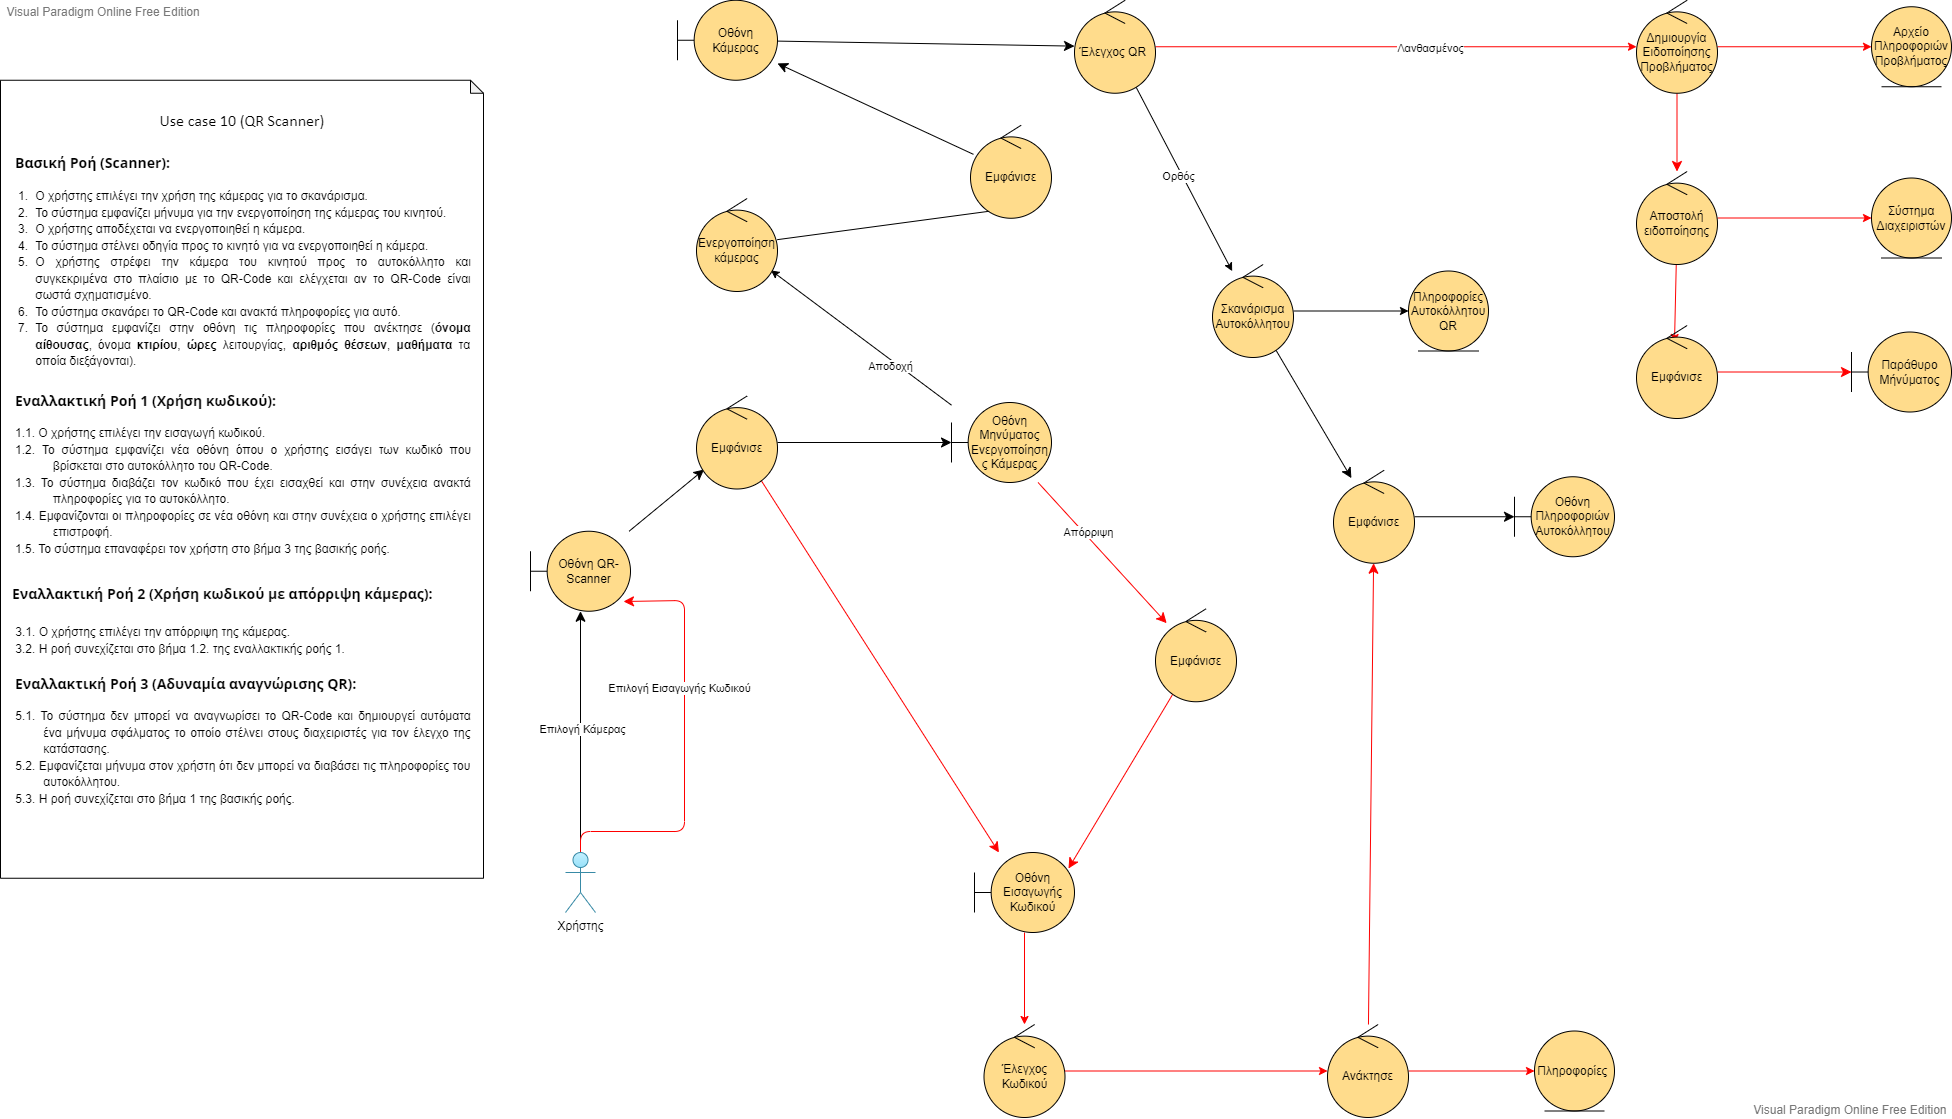 Visual Paradigm Online Free Edition
Use case 10 (QR Scanner)
Βασική Ροή (Scanner):
1. Ο χρήστης επιλέγει την χρήση της κάμερας για το σκανάρισμα.
2. Το σύστημα εμφανίζει μήνυμα για την ενεργοποίηση της κάμερας του κινητού.
3. Ο χρήστης αποδέχεται να ενεργοποιηθεί η κάμερα.
4. Το σύστημα στέλνει οδηγία προς το κινητό για να ενεργοποιηθεί η κάμερα.
5. Ο χρήστης στρέφει την κάμερα του κινητού προς το αυτοκόλλητο και
συγκεκριμένα στο πλαίσιο με το QR-Code και ελέγχεται αν το QR-Code είναι
σωστά σχηματισμένο.
6. Το σύστημα σκανάρει το QR-Code και ανακτά πληροφορίες για αυτό.
7. Το σύστημα εμφανίζει στην οθόνη τις πληροφορίες που ανέκτησε (όνομα
αίθουσας, όνομα κτιρίου, ώρες λειτουργίας, αριθμός θέσεων, μαθήματα τα
οποία διεξάγονται).
Εναλλακτική Ροή 1 (Χρήση κωδικού):
1.1. Ο χρήστης επιλέγει την εισαγωγή κωδικού.
1.2. Το σύστημα εμφανίζει νέα οθόνη όπου ο χρήστης εισάγει των κωδικό που
βρίσκεται στο αυτοκόλλητο του QR-Code.
1.3. Το σύστημα διαβάζει τον κωδικό που έχει εισαχθεί και στην συνέχεια ανακτά
πληροφορίες για το αυτοκόλλητο.
1.4. Εμφανίζονται οι πληροφορίες σε νέα οθόνη και στην συνέχεια ο χρήστης επιλέγει
επιστροφή.
1.5. Το σύστημα επαναφέρει τον χρήστη στο βήμα 3 της βασικής ροής.
Εναλλακτική Ροή 2 (Χρήση κωδικού με απόρριψη κάμερας):
3.1. Ο χρήστης επιλέγει την απόρριψη της κάμερας.
3.2. Η ροή συνεχίζεται στο βήμα 1.2. της εναλλακτικής ροής 1.
Εναλλακτική Ροή 3 (Αδυναμία αναγνώρισης QR):
5.1. Το σύστημα δεν μπορεί να αναγνωρίσει το QR-Code και δημιουργεί αυτόματα
ένα μήνυμα σφάλματος το οποίο στέλνει στους διαχειριστές για τον έλεγχο της
κατάστασης.
5.2. Εμφανίζεται μήνυμα στον χρήστη ότι δεν μπορεί να διαβάσει τις πληροφορίες του
αυτοκόλλητου.
5.3. Η ροή συνεχίζεται στο βήμα 1 της βασικής ροής.
Οθόνη
Κάμερας
Έλεγχος QR
Λανθασμένος
Δημιουργία
Ειδοποίησης
Προβλήματος
Αρχείο
Πληροφοριών
Προβλήματος
Εμφάνισε
Ορθός
Ενεργοποίηση
κάμερας
Αποστολή
ειδοποίησης
Σύστημα
Διαχειριστών
Σκανάρισμα
Αυτοκόλλητου
Πληροφορίες
Αυτοκόλλητου
QR
Αποδοχή
Εμφάνισε
Παράθυρο
Μήνύματος
Εμφάνισε
Οθόνη
Μηνύματος
Ενεργοποίηση
ς Κάμερας
Απόρριψη
Εμφάνισε
Οθόνη
Πληροφοριών
Αυτοκόλλητου
Οθόνη QR-
Scanner
Εμφάνισε
Επιλογή Εισαγωγής Κωδικού
Επιλογή Κάμερας
Χρήστης
Οθόνη
Εισαγωγής
Κωδικού
Έλεγχος
Κωδικού
Ανάκτησε
Πληροφορίες
Visual Paradigm Online Free Edition